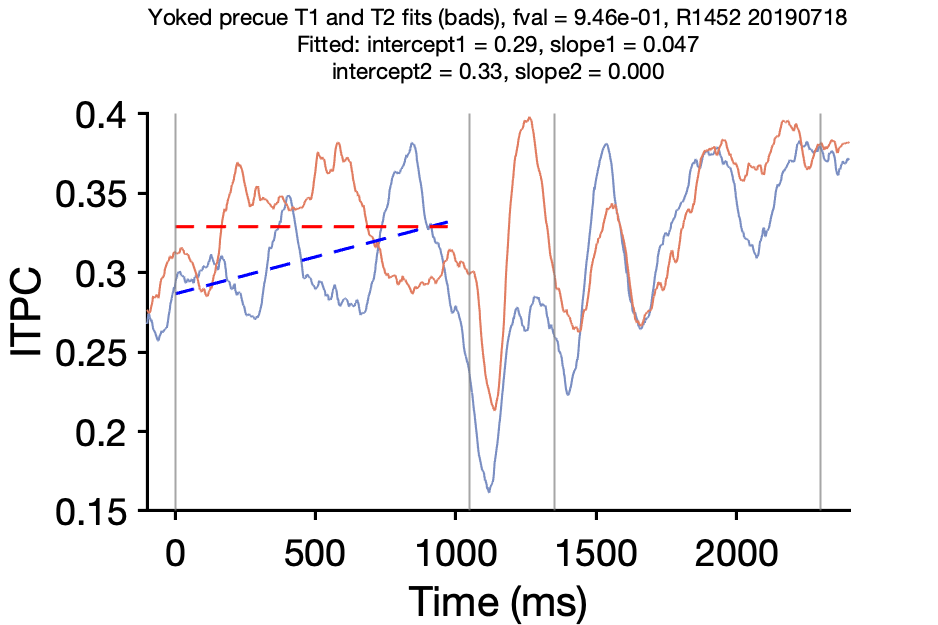 Yoked precue T1 and T2 fits (bads), fval = 9.46e-01, R1452 20190718
Fitted: intercept1 = 0.29, slope1 = 0.047
intercept2 = 0.33, slope2 = 0.000
0.4
0.35
0.3
0.25
0.2
0.15
ITPC
0
500
1000
1500
2000
Time (ms)